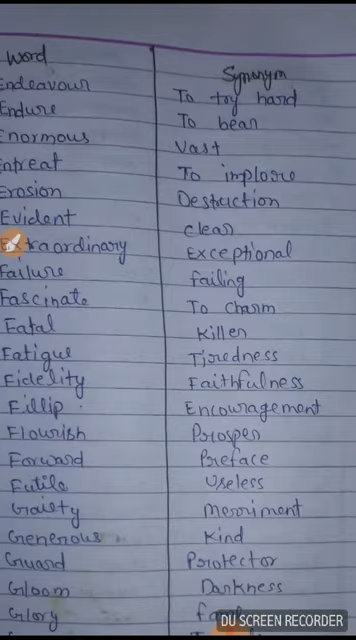 Word Synonym
Endeavour To try hard
Endure To bear
Enormous Vast
Entreat To implore
Erosion Destruction
Evident clear
Extraordinary Exceptional
Failure failing
Fascinate To charm
Fatal Killer
Fatigue Tiredness
Fidelity Faithfulness
Fillip Encouragement
Flourish Prosper
Forward Preface
Futile Useless
Gaiety Merriment
Generous Kind
Guard Protector
Gloom Darkness
Glory
DU SCREEN RECORDER